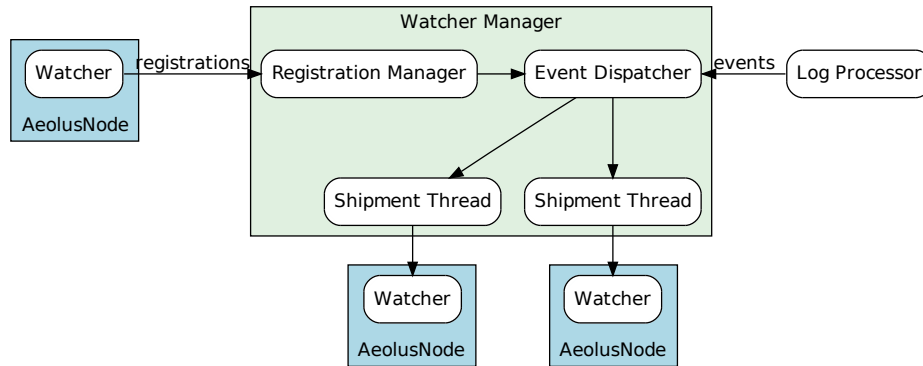 Watcher Manager
Watcher
registrations
Registration Manager
Event Dispatcher
events
Log Processor
AeolusNode
Shipment Thread
Shipment Thread
Watcher
Watcher
AeolusNode
AeolusNode